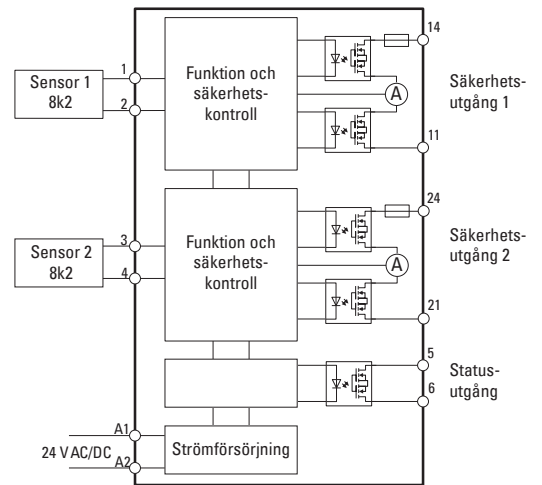 14
1
Sensor 1
8k2
2
Funktion och
säkerhets-
kontroll
A
Säkerhets-
utgång 1
11
24
3
Sensor 2
8k2
4
Funktion och
säkerhets-
kontroll
A
Säkerhets-
utgång 2
21
5
6
Status-
utgång
A1
24 V AC/DC
A2
Strömförsörjning